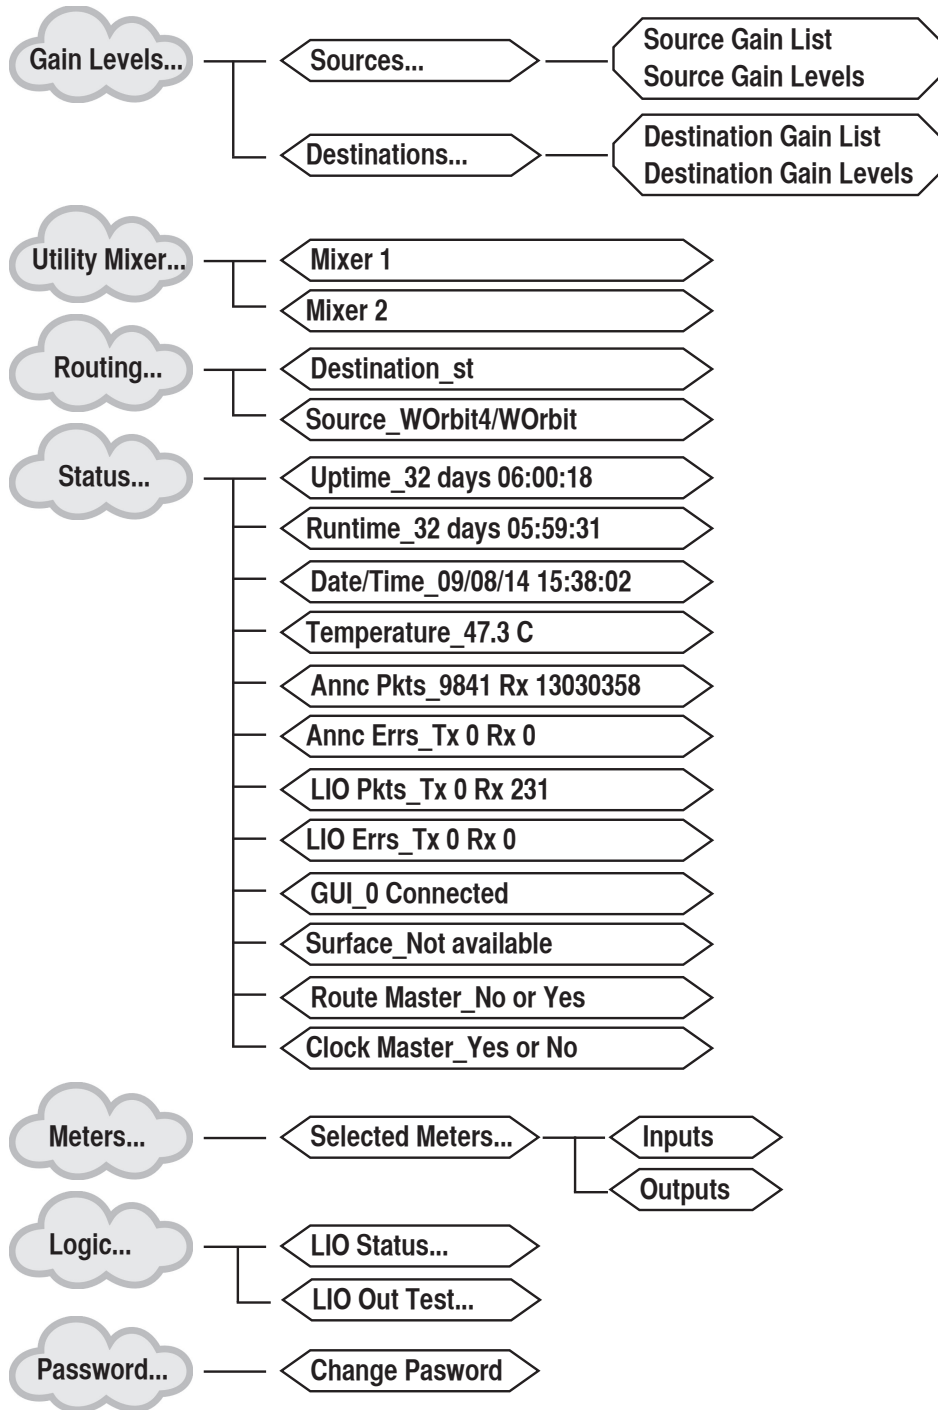 Gain Levels...
Sources...
Source Gain List
Source Gain Levels
Destinations...
Destination Gain List
Destination Gain Levels
Utility Mixer...
Mixer 1
Mixer 2
Routing...
Destination_st
Source_WOrbit4/WOrbit
Status...
Uptime_32 days 06:00:18
Runtime_32 days 05:59:31
Date/Time_09/08/14 15:38:02
Temperature_47.3 C
Annc Pkts_9841 Rx 13030358
Annc Errs_Tx 0 Rx 0
LIO Pkts_Tx 0 Rx 231
LIO Errs_Tx 0 Rx 0
GUI_0 Connected
Surface_Not available
Route Master_No or Yes
Clock Master_Yes or No
Meters...
Selected Meters...
Inputs
Outputs
Logic...
LIO Status...
LIO Out Test...
Password...
Change Pasword